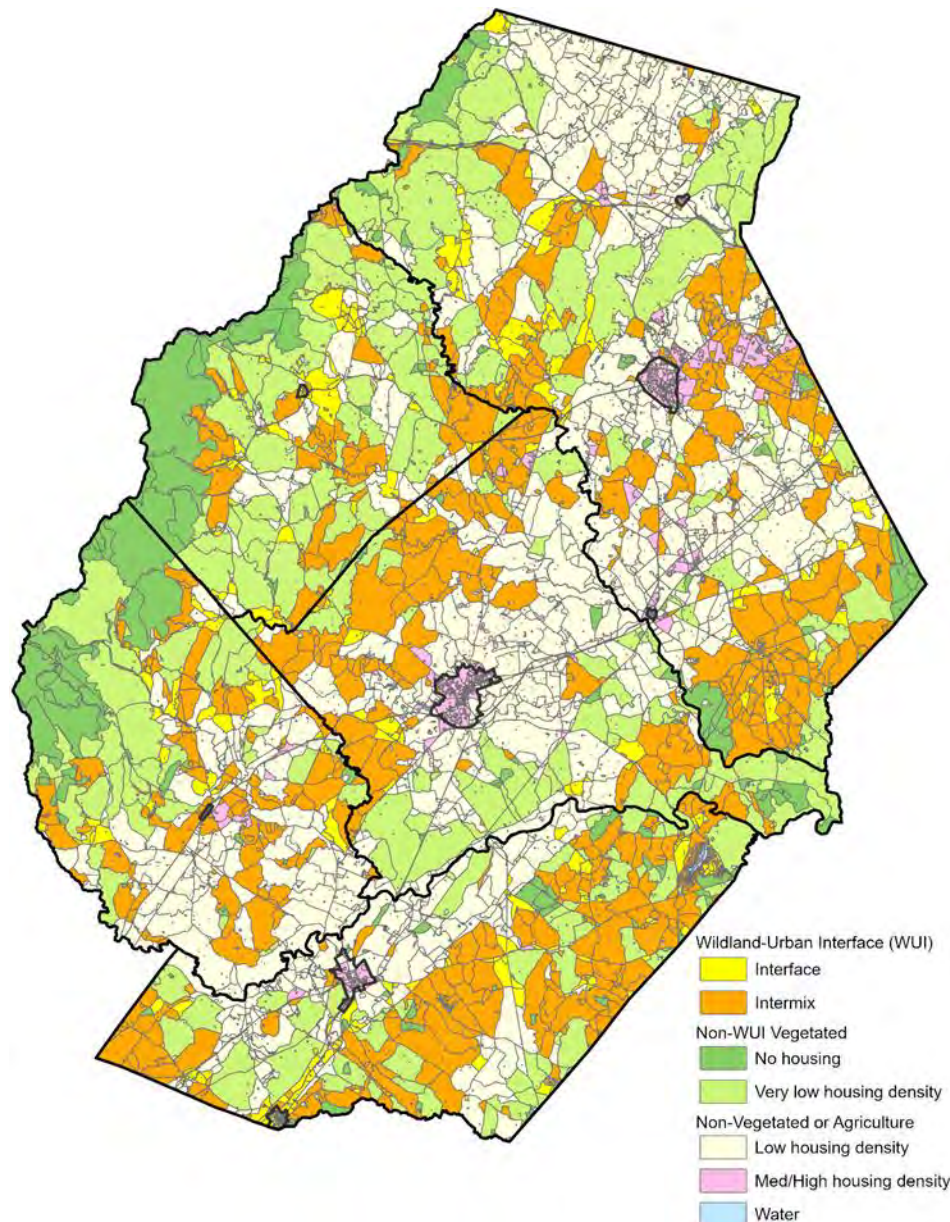 Wildland-Urban Interface (WUI)
Interface
Intermix
Non-WUI Vegetated
No housing
Very low housing density
Non-Vegetated or Agriculture
Low housing density
Med/High housing density
Water